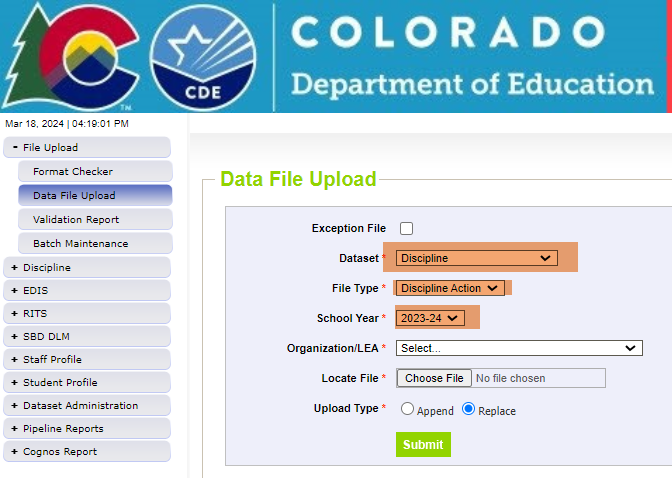 COLORADO
Department of Education
CDE
TM
Mar 18, 2024 | 04:19:01 PM
- File Upload
Format Checker
Data File Upload
Validation Report
Batch Maintenance
+ Discipline
+ EDIS
+ RITS
+ SBD DLM
+ Staff Profile
+ Student Profile
+ Dataset Administration
+ Pipeline Reports
+ Cognos Report
Data File Upload
Exception File
Dataset * Discipline
File Type * Discipline Action
School Year * 2023-24
Organization/LEA * Select...
Locate File * Choose File No file chosen
Upload Type * Append Replace
Submit